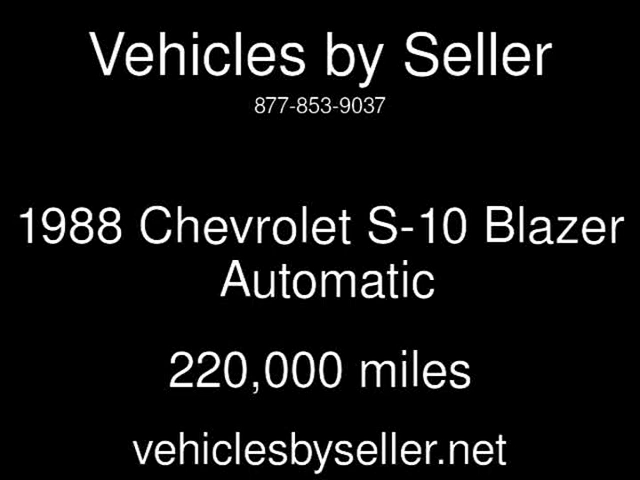 Vehicles by Seller
877-853-9037
1988 Chevrolet S-10 Blazer
Automatic
220,000 miles
vehiclesbyseller.net